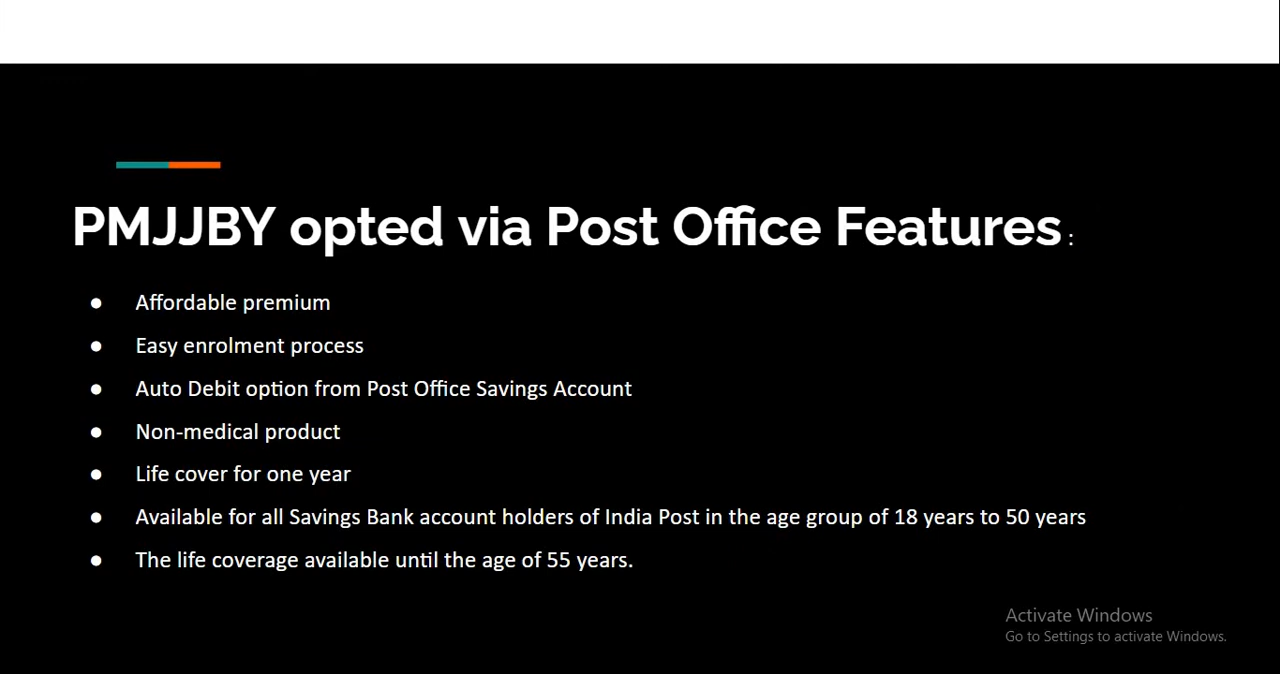 PMJJBY opted via Post Office Features :
● Affordable premium
● Easy enrolment process
● Auto Debit option from Post Office Savings Account
● Non-medical product
● Life cover for one year
● Available for all Savings Bank account holders of India Post in the age group of 18 years to 50 years
● The life coverage available until the age of 55 years.
Activate Windows
Go to Settings to activate Windows.